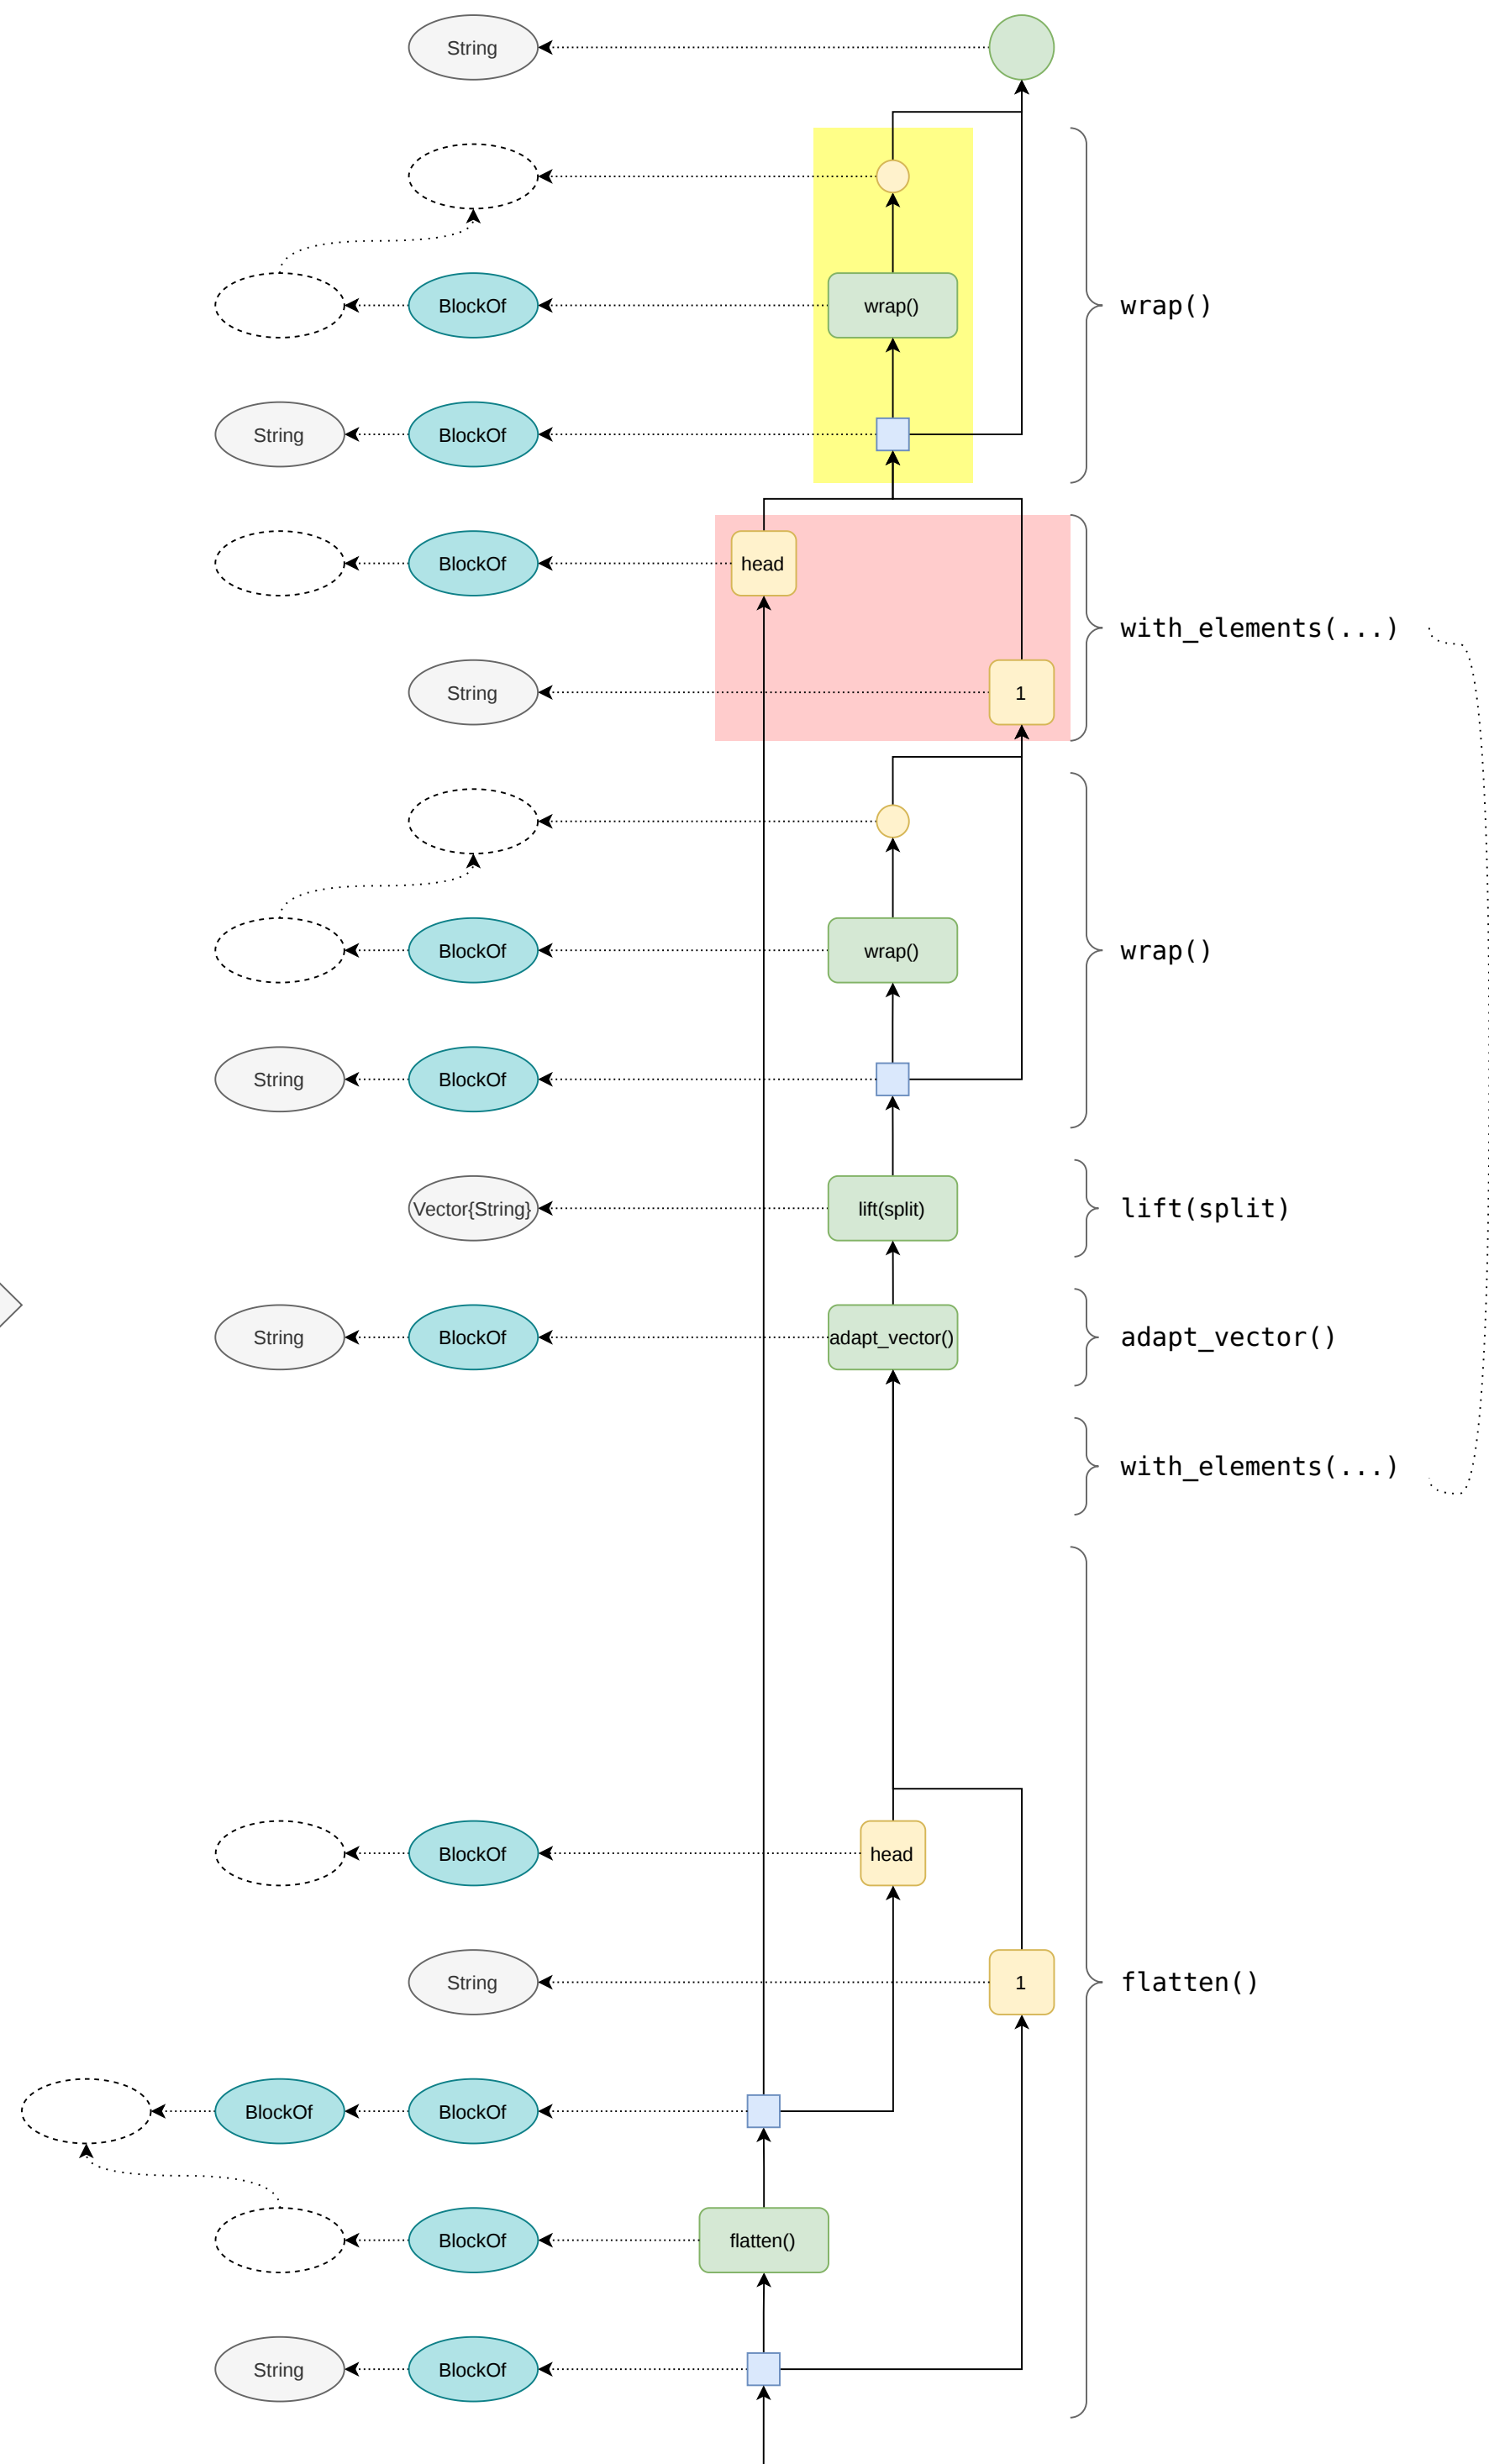 String
BlockOf
wrap()
wrap()
String
BlockOf
BlockOf
head
with_elements(...)
String
1
BlockOf
wrap()
wrap()
String
BlockOf
Vector{String}
lift(split)
lift(split)
String
BlockOf
adapt_vector()
adapt_vector()
with_elements(...)
BlockOf
head
String
1
flatten()
BlockOf
BlockOf
BlockOf
flatten()
String
BlockOf